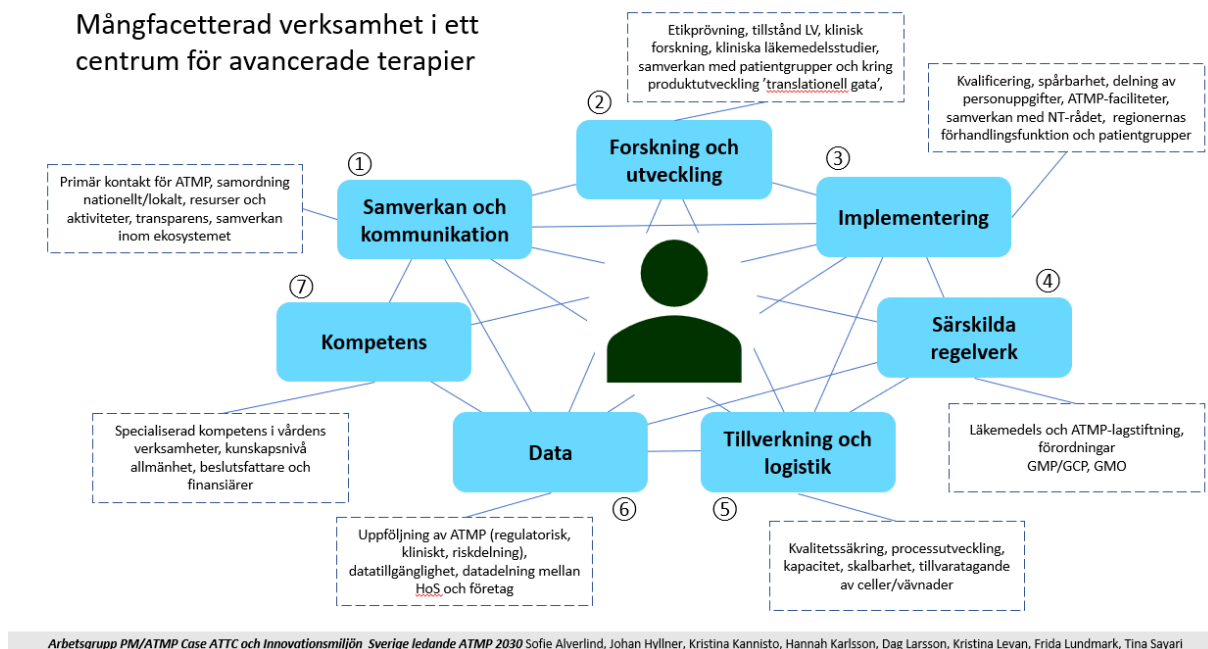 Mångfacetterad verksamhet i ett
centrum för avancerade terapier
Etikprövning, tillstånd LV, klinisk
forskning, kliniska läkemedelsstudier,
samverkan med patientgrupper och kring
produktutveckling ’translationell gata’,
②
Forskning och
utveckling
Kvalificering, spårbarhet, delning av
personuppgifter, ATMP-faciliteter,
samverkan med NT-rådet, regionernas
förhandlingsfunktion och patientgrupper
③
Implementering
①
Samverkan och
kommunikation
Primär kontakt för ATMP, samordning
nationellt/lokalt, resurser och
aktiviteter, transparens, samverkan
inom ekosystemet
⑦
Kompetens
④
Särskilda
regelverk
Specialiserad kompetens i vårdens
verksamheter, kunskapsnivå
allmänhet, beslutsfattare och
finansiärer
Data
⑥
Tillverkning och
logistik
⑤
Läkemedels och ATMP-lagstiftning,
förordningar
GMP/GCP, GMO
Uppföljning av ATMP (regulatorisk,
kliniskt, riskdelning),
datatillgänglighet, datadelning mellan
HoS och företag
Kvalitetssäkring, processutveckling,
kapacitet, skalbarhet, tillvaratagande
av celler/vävnader
Arbetsgrupp PM/ATMP Case ATTC och Innovationsmiljön Sverige ledande ATMP 2030 Sofie Alverlind, Johan Hyllner, Kristina Kannisto, Hannah Karlsson, Dag Larsson, Kristina Levan, Frida Lundmark, Tina Sayari